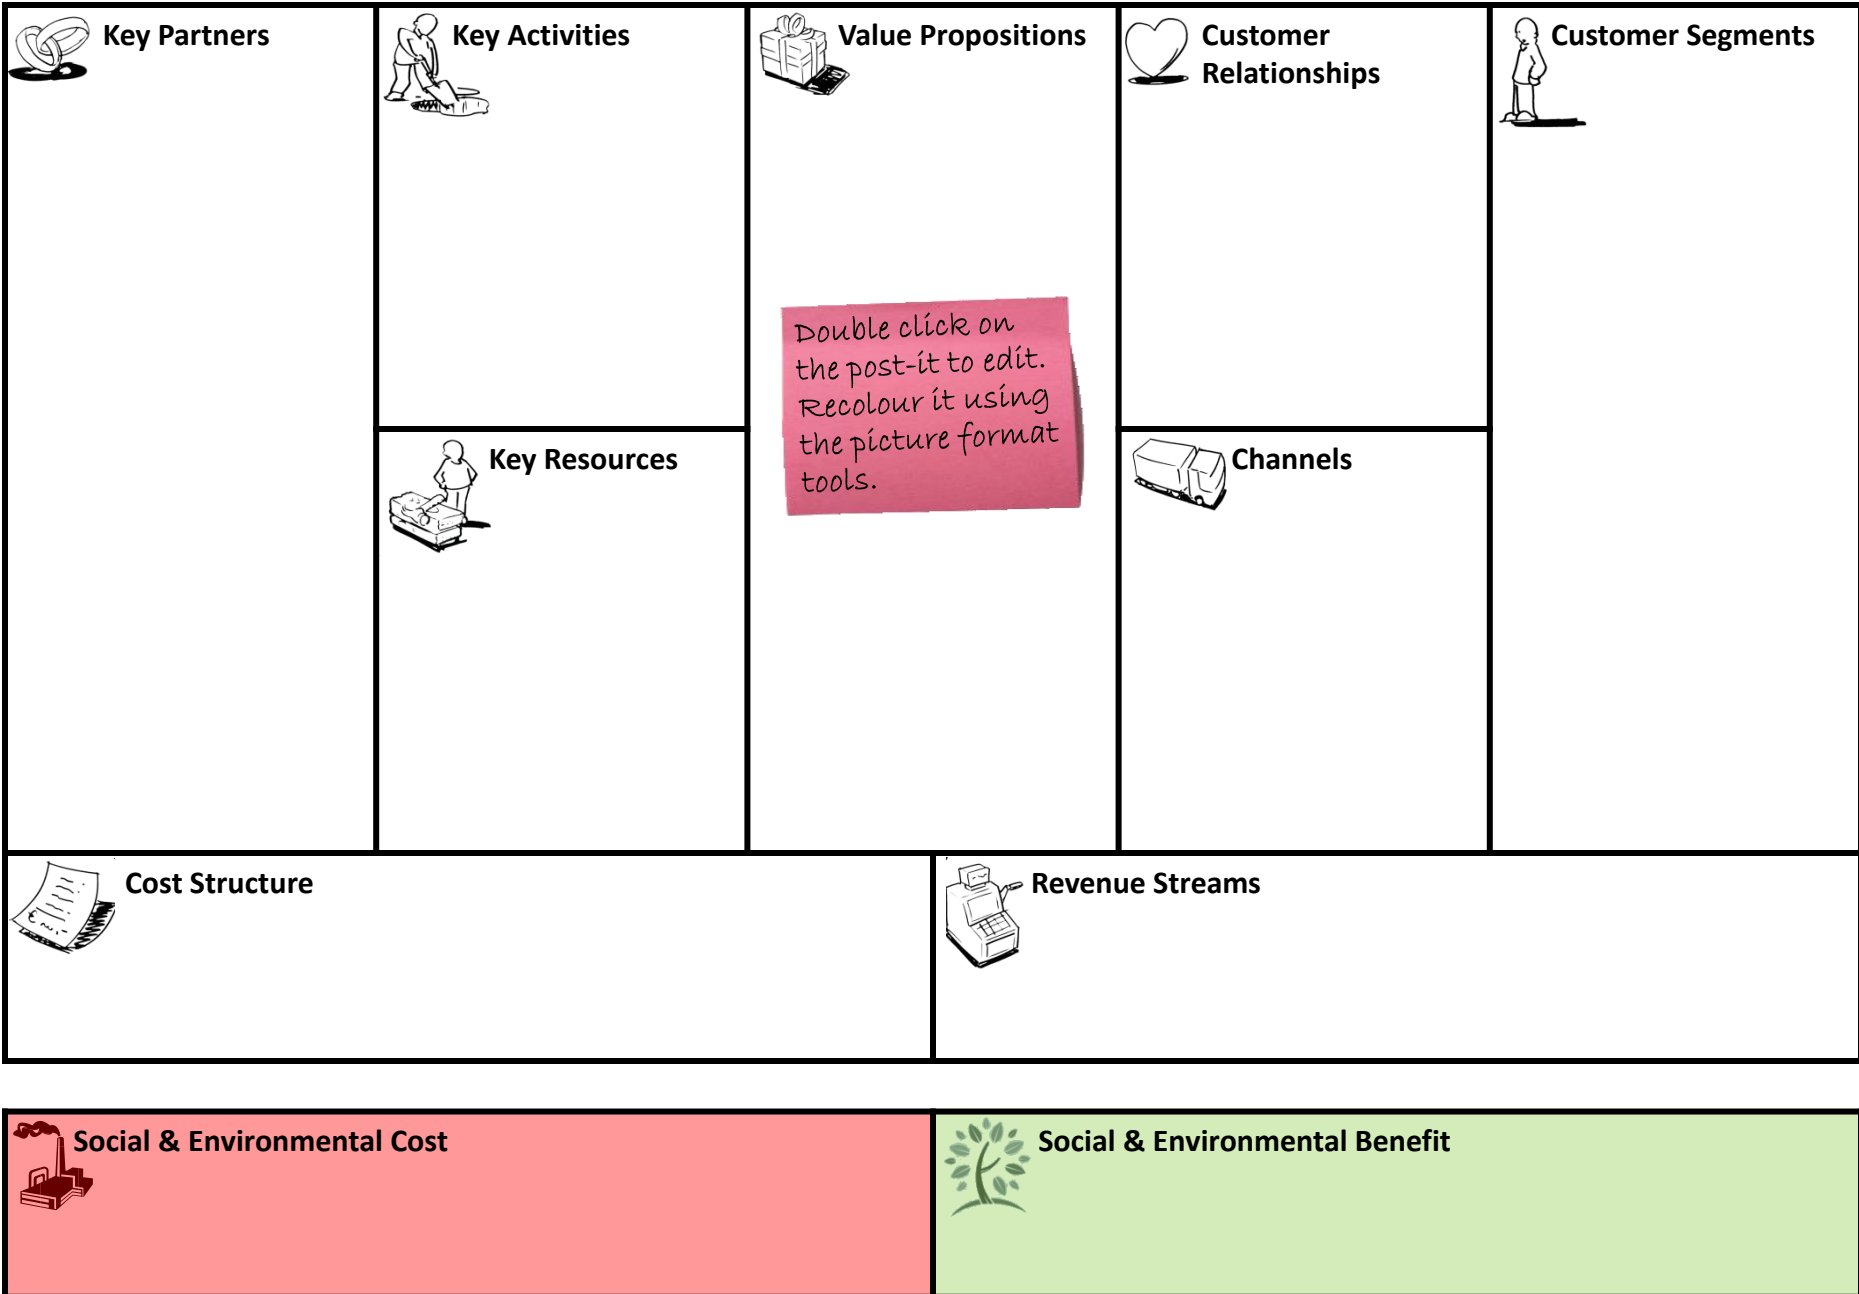 Key Partners
Key Activities
Value Propositions
Customer
Relationships
Customer Segments
Double click on
the post-it to edit.
Recolour it using
the picture format
tools.
Key Resources
Channels
Cost Structure
Revenue Streams
Social & Environmental Cost
Social & Environmental Benefit